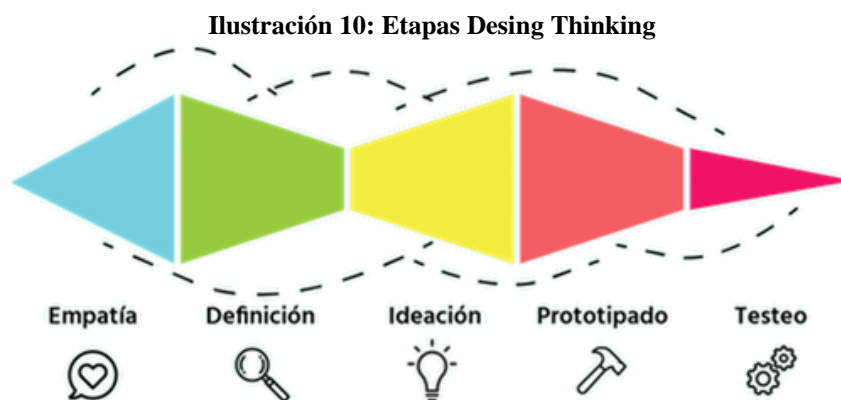 Ilustración 10: Etapas Desing Thinking
Empatía Definición Ideación Prototipado Testeo